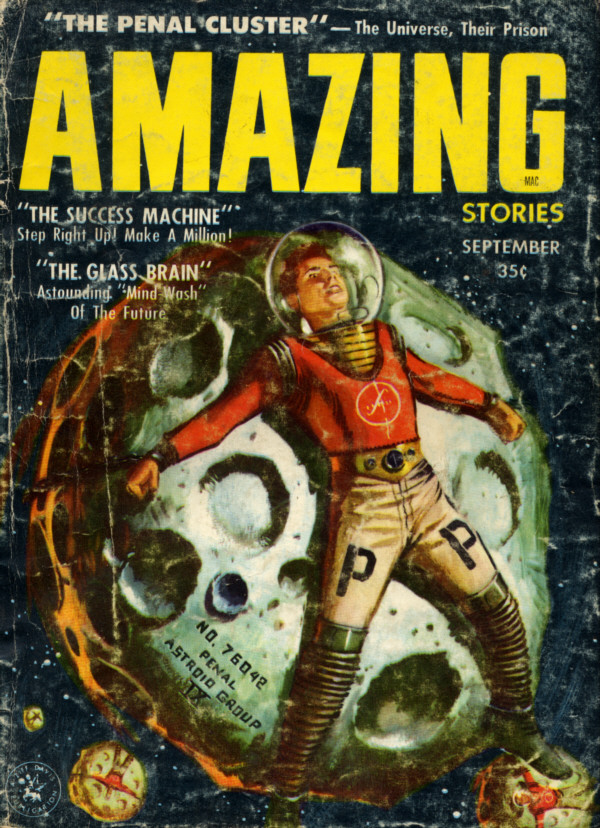 "THE PENAL CLUSTER" — The Universe, Their Prison
AMAZING
MAC
STORIES
"THE SUCCESS MACHINE"
Step Right Up! Make A Million!
SEPTEMBER
35¢
"THE GLASS BRAIN"
Astounding "Mind Wash"
Of The Future
P P
NO. 76042
PENAL
ASTROID GROUP
IX